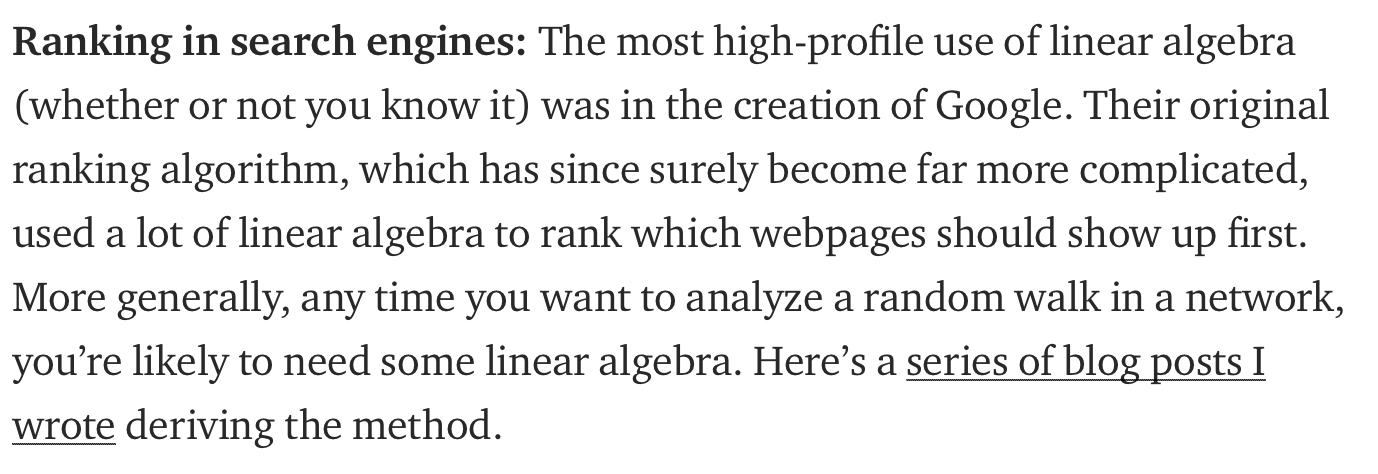 Ranking in search engines: The most high-profile use of linear algebra
(whether or not you know it) was in the creation of Google. Their original
ranking algorithm, which has since surely become far more complicated,
used a lot of linear algebra to rank which webpages should show up first.
More generally, any time you want to analyze a random walk in a network,
you’re likely to need some linear algebra. Here’s a series of blog posts I
wrote deriving the method.